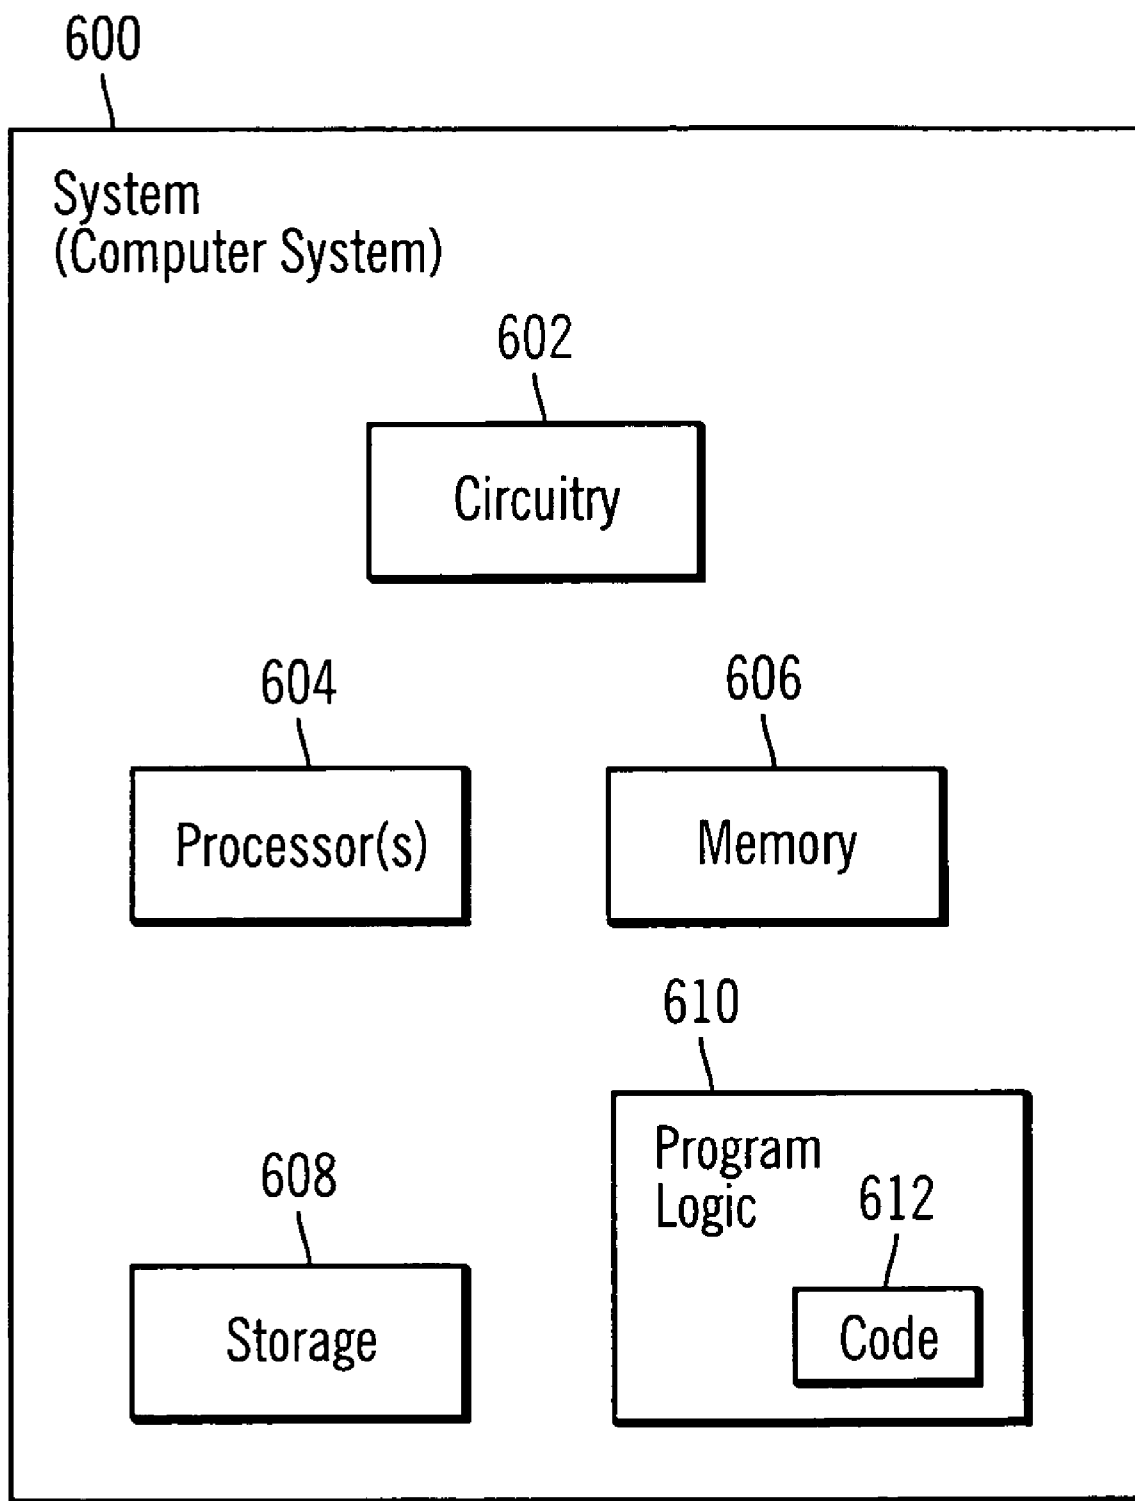 600
System
(Computer System)
602
Circuitry
604
606
Processor(s)
Memory
610
Program
Logic
608
612
Storage
Code